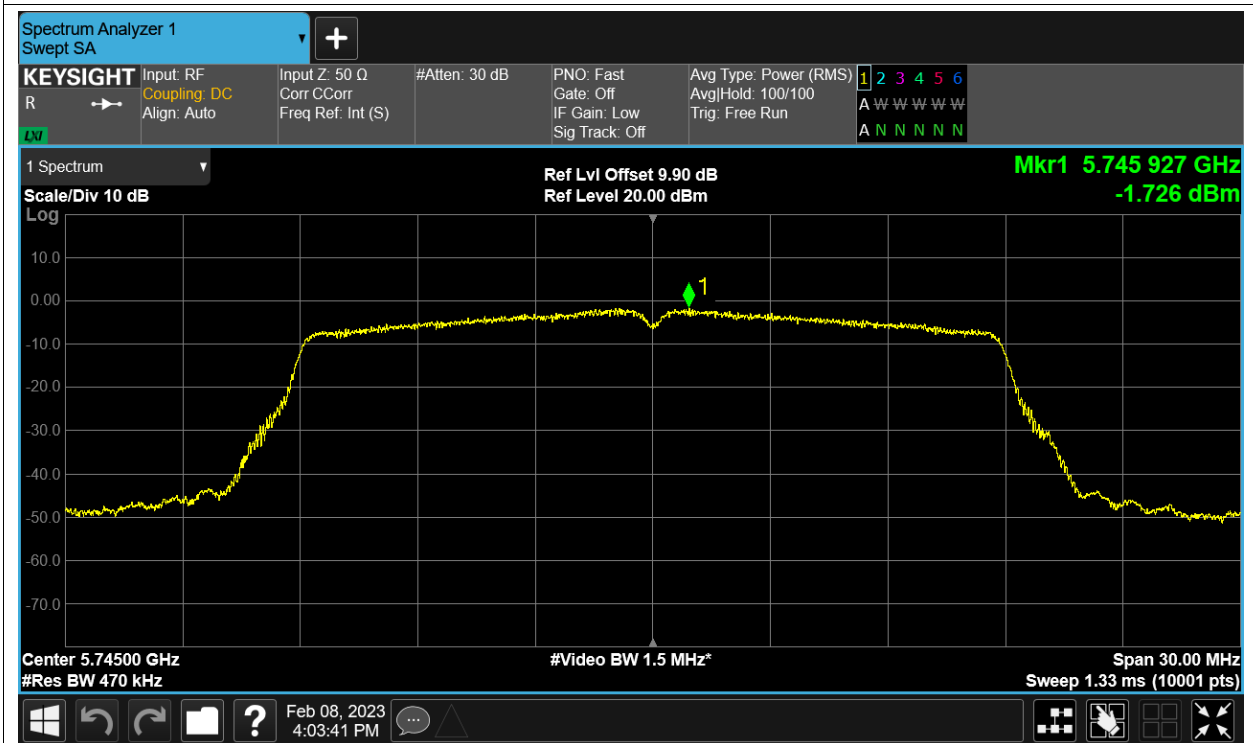 Spectrum Analyzer 1
Swept SA
KEYSIGHT
R
LXI
Input: RF
Coupling: DC
Align: Auto
Input Z: 50 Ω
Corr CCorr
Freq Ref: Int (S)
#Atten: 30 dB
PNO: Fast
Gate: Off
IF Gain: Low
Sig Track: Off
Avg Type: Power (RMS)
Avg|Hold: 100/100
Trig: Free Run
1 2 3 4 5 6
A W W W W W
A N N N N N
1 Spectrum
Scale/Div 10 dB
Log
Ref Lvl Offset 9.90 dB
Ref Level 20.00 dBm
Mkr1 5.745 927 GHz
-1.726 dBm
10.0
0.00
-10.0
-20.0
-30.0
-40.0
-50.0
-60.0
-70.0
1
Center 5.74500 GHz
#Res BW 470 kHz
#Video BW 1.5 MHz*
Span 30.00 MHz
Sweep 1.33 ms (10001 pts)
?
Feb 08, 2023
4:03:41 PM